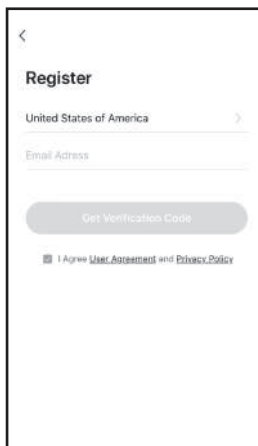 Register
United States of America
Email Adress
Get Verification Code
I Agree User Agreement and Privacy Policy